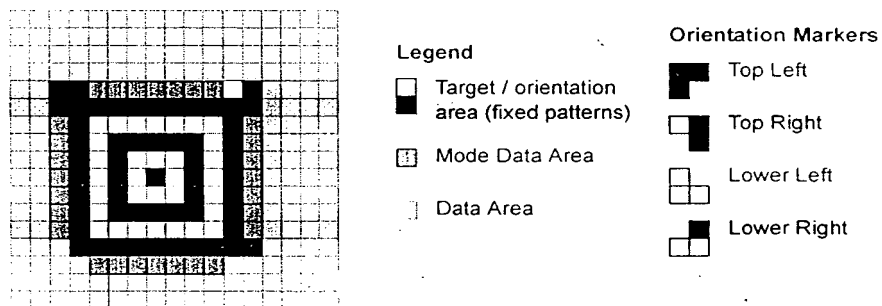 Legend
Target / orientation
area (fixed patterns)
Mode Data Area
Data Area
Orientation Markers
Top Left
Top Right
Lower Left
Lower Right